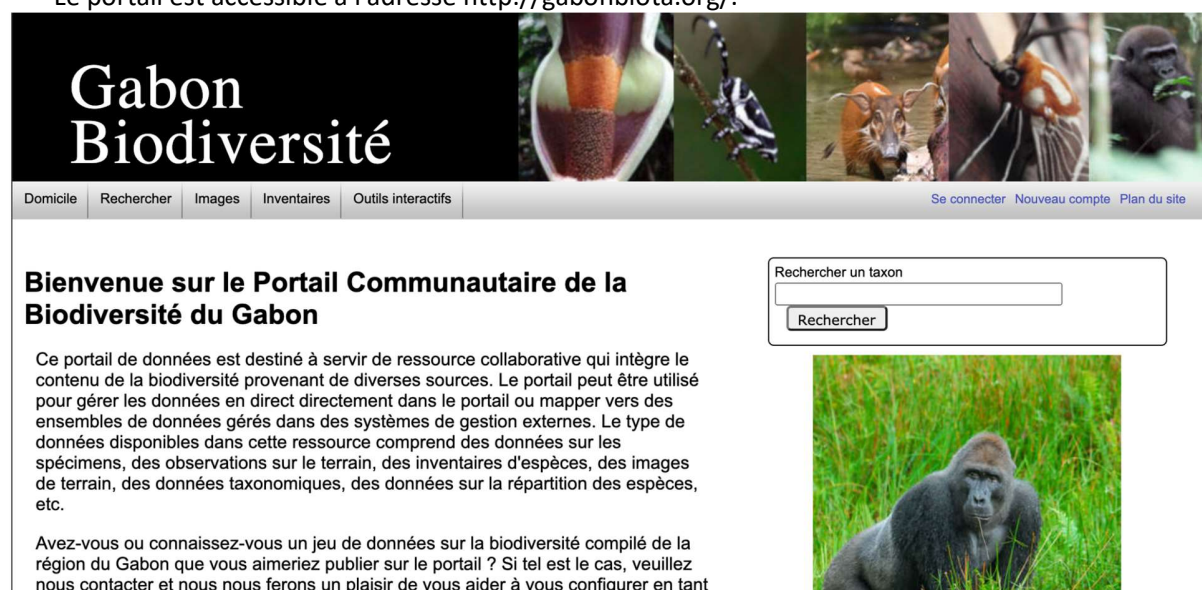 Le portail est accessible à l'adresse http://gabonbiota.org/.
Gabon
Biodiversité
Domicile Rechercher Images Inventaires Outils interactifs Se connecter Nouveau compte Plan du site
Bienvenue sur le Portail Communautaire de la
Biodiversité du Gabon
Rechercher un taxon
Rechercher
Ce portail de données est destiné à servir de ressource collaborative qui intègre le
contenu de la biodiversité provenant de diverses sources. Le portail peut être utilisé
pour gérer les données en direct directement dans le portail ou mapper vers des
ensembles de données gérés dans des systèmes de gestion externes. Le type de
données disponibles dans cette ressource comprend des données sur les
spécimens, des observations sur le terrain, des inventaires d'espèces, des images
de terrain, des données taxonomiques, des données sur la répartition des espèces,
etc.
Avez-vous ou connaissez-vous un jeu de données sur la biodiversité compilé de la
région du Gabon que vous aimeriez publier sur le portail ? Si tel est le cas, veuillez
nous contacter et nous nous ferons un plaisir de vous aider à vous configurer en tant